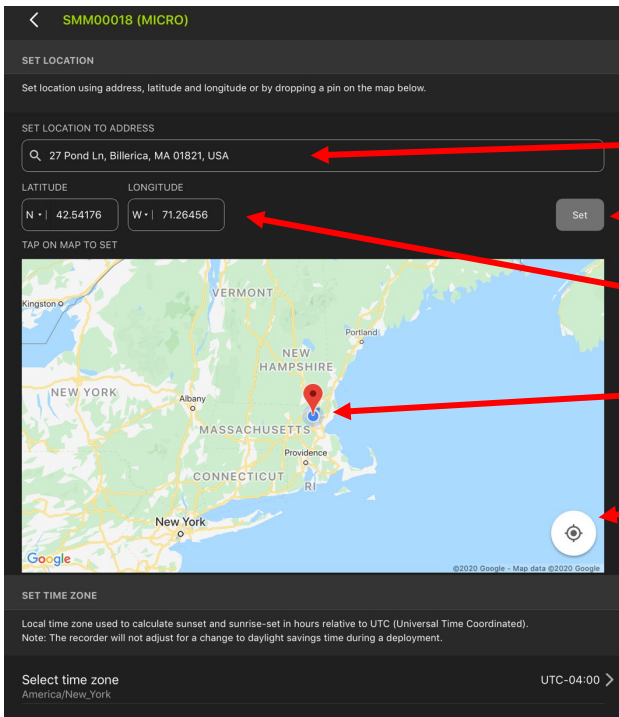 SMM00018 (MICRO)
SET LOCATION
Set location using address, latitude and longitude or by dropping a pin on the map below.
SET LOCATION TO ADDRESS
27 Pond Ln, Billerica, MA 01821, USA
LATITUDE LONGITUDE
N 42.54176 W 71.26456 Set
TAP ON MAP TO SET
VERMONT
Kingston
Portland
NEW
HAMPSHIRE
NEW YORK
Albany
MASSACHUSETTS
Providence
CONNECTICUT
RI
New York
Google
©2020 Google - Map data ©2020 Google
SET TIME ZONE
Local time zone used to calculate sunset and sunrise-set in hours relative to UTC (Universal Time Coordinated).
Note: The recorder will not adjust for a change to daylight savings time during a deployment.
Select time zone UTC-04:00
America/New_York